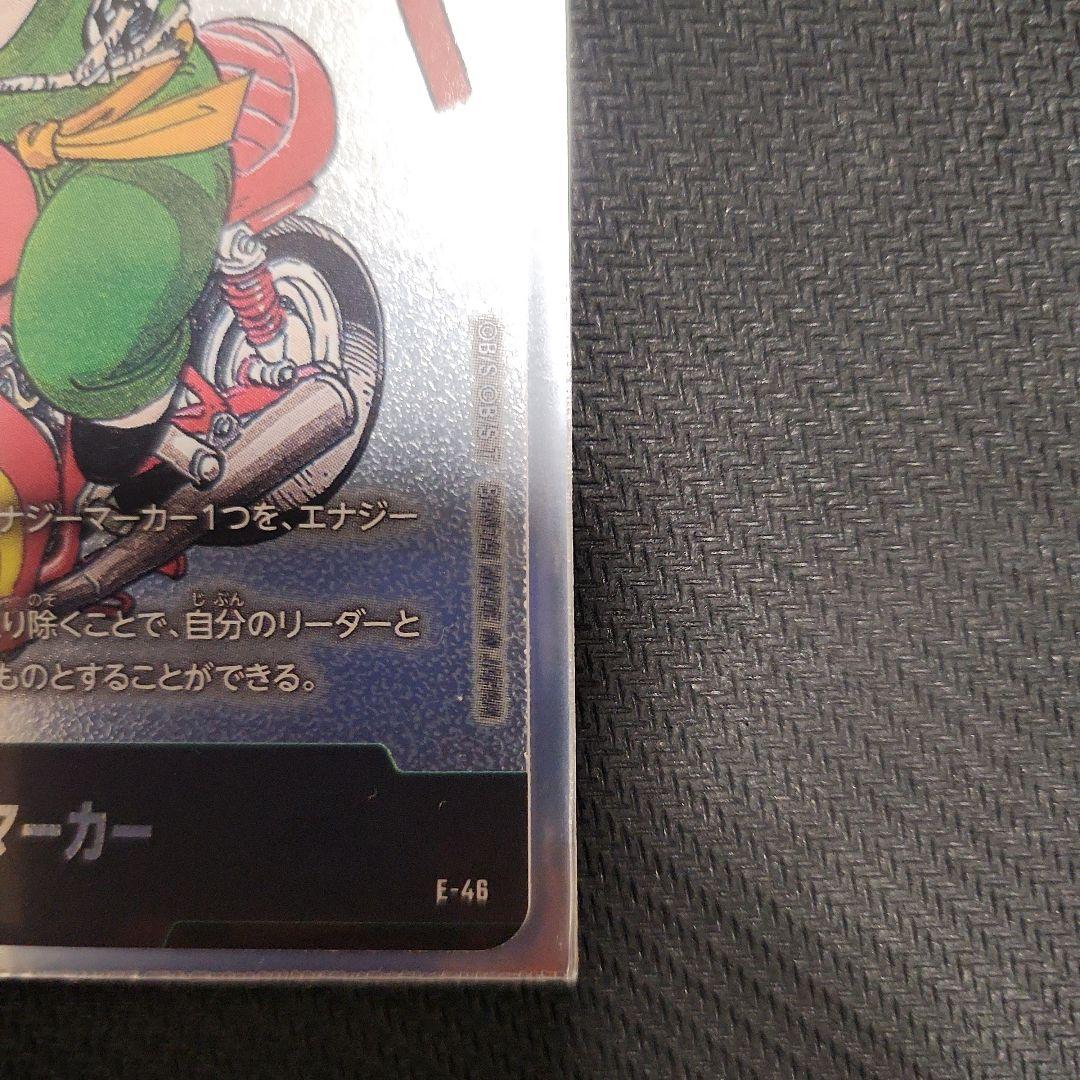 ナジーマーカー1つを、エナジー
り除くことで、自分のリーダーと
ものとすることができる。
マーカー
E-46